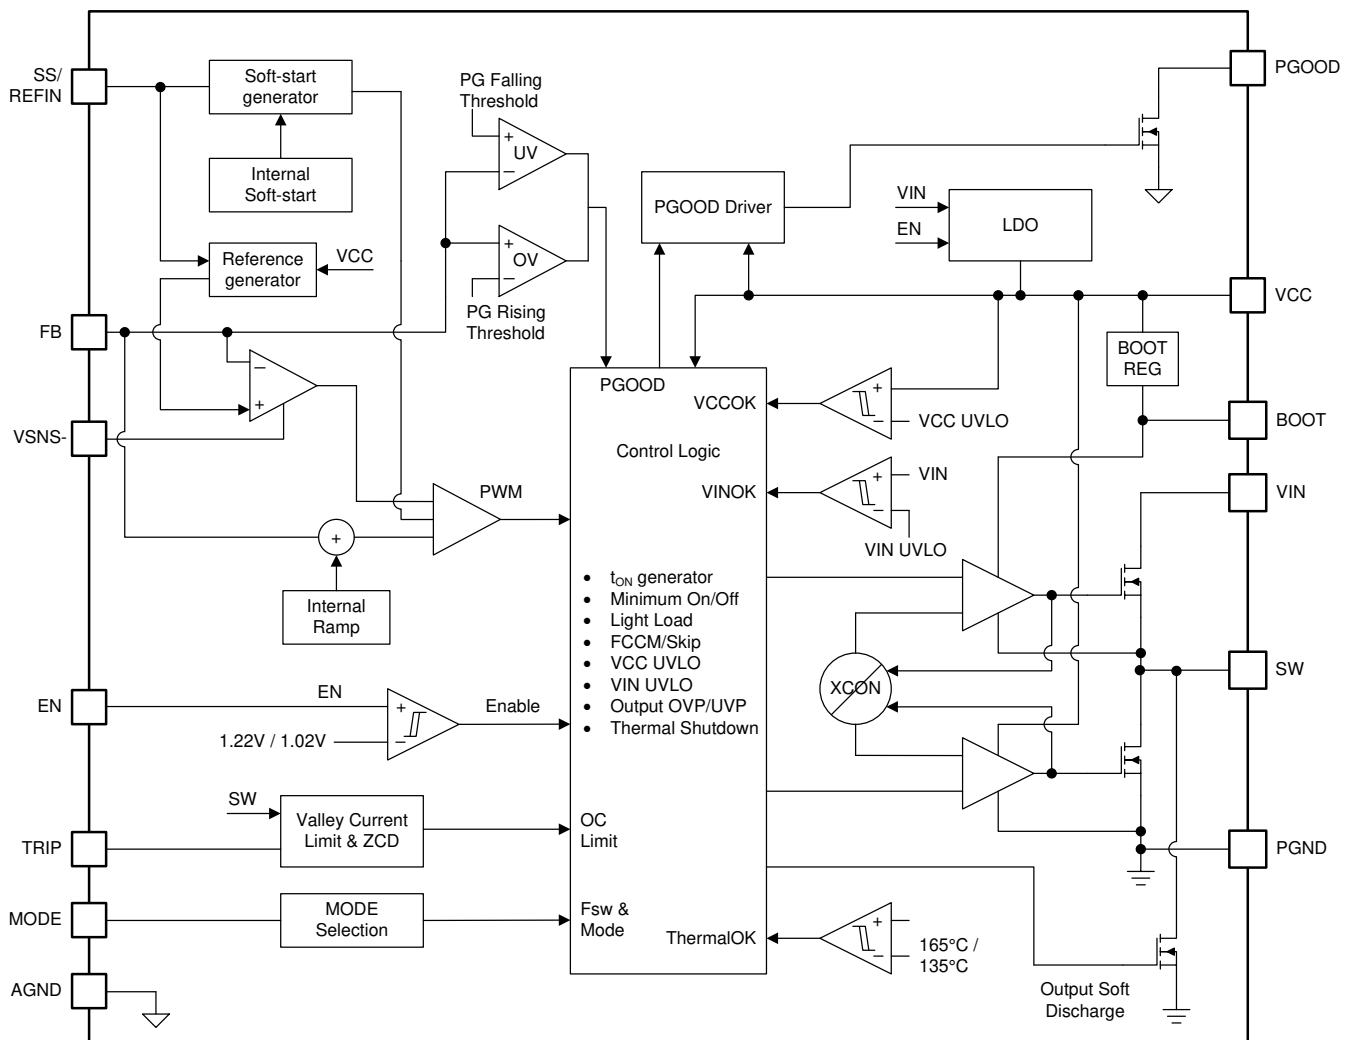 SS/
REFIN
Soft-start
generator
Internal
Soft-start
Reference
generator
VCC
FB
VSNS-
PG Falling
Threshold
+
UV
−
+
OV
−
PG Rising
Threshold
PGOOD Driver
VIN
EN
LDO
PGOOD
VCC
BOOT
REG
BOOT
VIN
−
+
PWM
+
Internal
Ramp
PGOOD
VCCOK
+
−
VCC UVLO
Control Logic
VINOK
+
−
VIN
VIN UVLO
• tON generator
• Minimum On/Off
• Light Load
• FCCM/Skip
• VCC UVLO
• VIN UVLO
• Output OVP/UVP
• Thermal Shutdown
XCON
SW
EN
EN
1.22V / 1.02V
+
−
Enable
SW
Valley Current
Limit & ZCD
TRIP
OC
Limit
PGND
MODE
MODE
Selection
Fsw &
Mode
ThermalOK
+
−
165°C /
135°C
Output Soft
Discharge
AGND